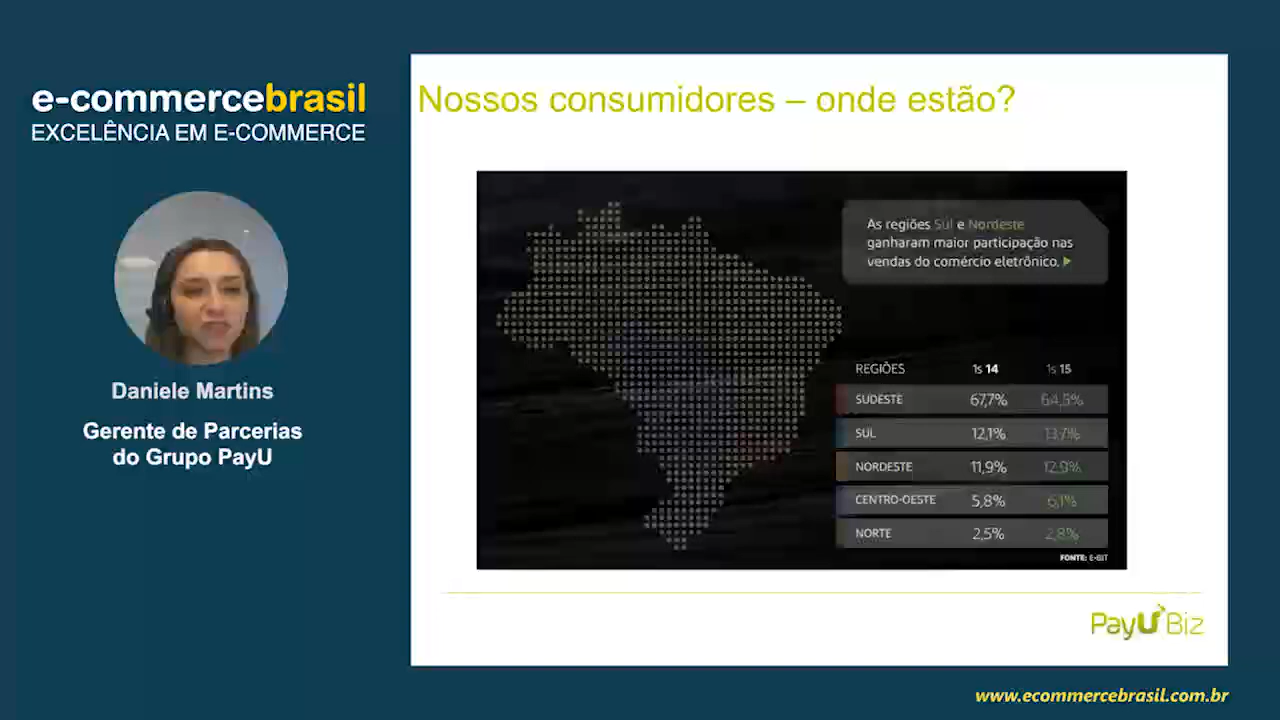 e-commercebrasil
EXCELÊNCIA EM E-COMMERCE
Daniele Martins
Gerente de Parcerias
do Grupo PayU
Nossos consumidores – onde estão?
As regiões Sul e Nordeste
ganharam maior participação nas
vendas do comércio eletrônico.
REGIÕES 1s 14 1s 15
SUDESTE 67,7% 64,5%
SUL 12,1% 13,7%
NORDESTE 11,9% 12,9%
CENTRO-OESTE 5,8% 6,1%
NORTE 2,5% 2,8%
FONTE: E-BIT
PayU Biz
www.ecommercebrasil.com.br